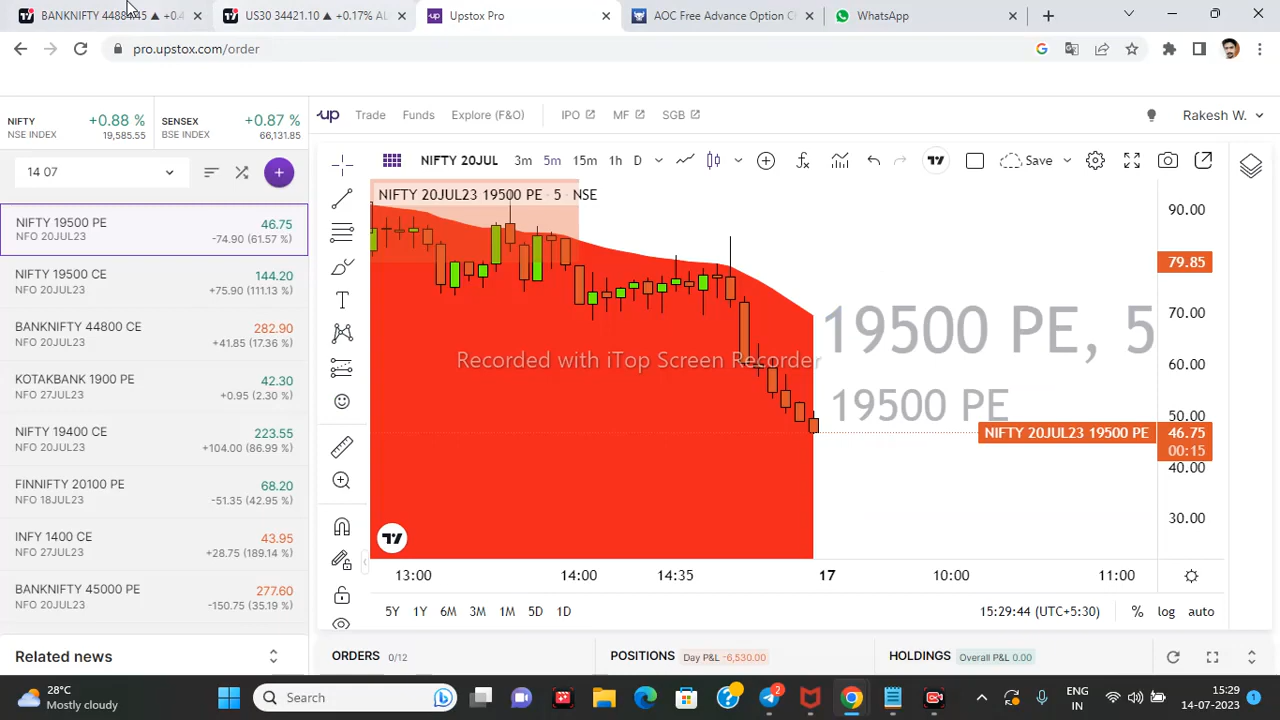 BANKNIFTY 4488 45 ▲ +0.4
US30 34421.10 ▲ +0.17% AL
Upstox Pro
AOC Free Advance Option C
WhatsApp
pro.upstox.com/order
NIFTY +0.88 %
NSE INDEX 19,585.55
SENSEX +0.87 %
BSE INDEX 66,131.85
up Trade Funds Explore (F&O) IPO MF SGB Rakesh W.
14 07
NIFTY 20JUL 3m 5m 15m 1h D Save
NIFTY 19500 PE 46.75
NFO 20JUL23 -74.90 (61.57 %)
NIFTY 19500 CE 144.20
NFO 20JUL23 +75.90 (111.13 %)
BANKNIFTY 44800 CE 282.90
NFO 20JUL23 +41.85 (17.36 %)
KOTAKBANK 1900 PE 42.30
NFO 27JUL23 +0.95 (2.30 %)
NIFTY 19400 CE 223.55
NFO 20JUL23 +104.00 (86.99 %)
FINNIFTY 20100 PE 68.20
NFO 18JUL23 -51.35 (42.95 %)
INFY 1400 CE 43.95
NFO 27JUL23 +28.75 (189.14 %)
BANKNIFTY 45000 PE 277.60
NFO 20JUL23 -150.75 (35.19 %)
Related news
NIFTY 20JUL23 19500 PE · 5 · NSE
19500 PE, 5
19500 PE
Recorded with iTop Screen Recorder
90.00
79.85
70.00
60.00
50.00
NIFTY 20JUL23 19500 PE 46.75
00:15
40.00
30.00
13:00 14:00 14:35 17 10:00 11:00
5Y 1Y 6M 3M 1M 5D 1D 15:29:44 (UTC+5:30) % log auto
ORDERS 0/12 POSITIONS Day P&L -6,530.00 HOLDINGS Overall P&L 0.00
28°C
Mostly cloudy
Search
2
ENG
IN
15:29
14-07-2023
1